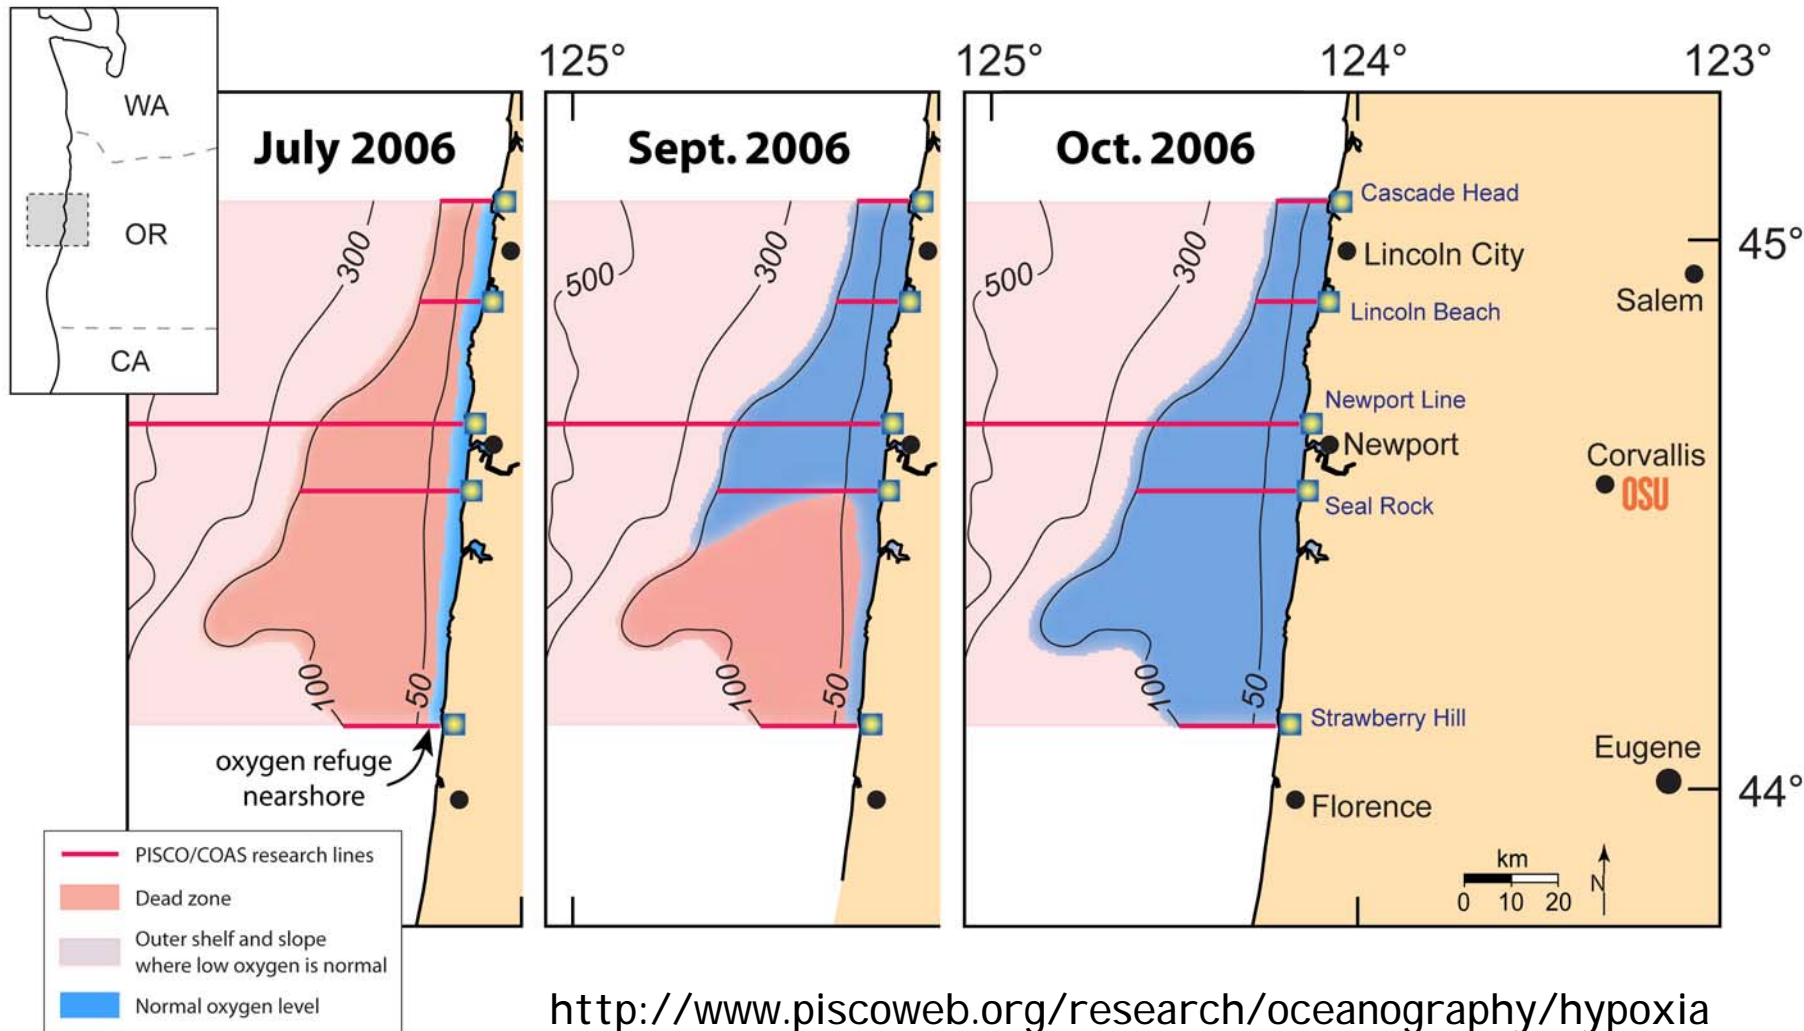 125°
125°
124°
123°
WA
OR
CA
July 2006
Sept. 2006
Oct. 2006
300
100
50
500
300
100
50
500
300
100
50
Cascade Head
Lincoln City
45°
Salem
Lincoln Beach
Newport Line
Newport
Corvallis
OSU
Seal Rock
Strawberry Hill
Eugene
44°
Florence
oxygen refuge
nearshore
km
0 10 20
N
PISCO/COAS research lines
Dead zone
Outer shelf and slope
where low oxygen is normal
Normal oxygen level
http://www.piscoweb.org/research/oceanography/hypoxia